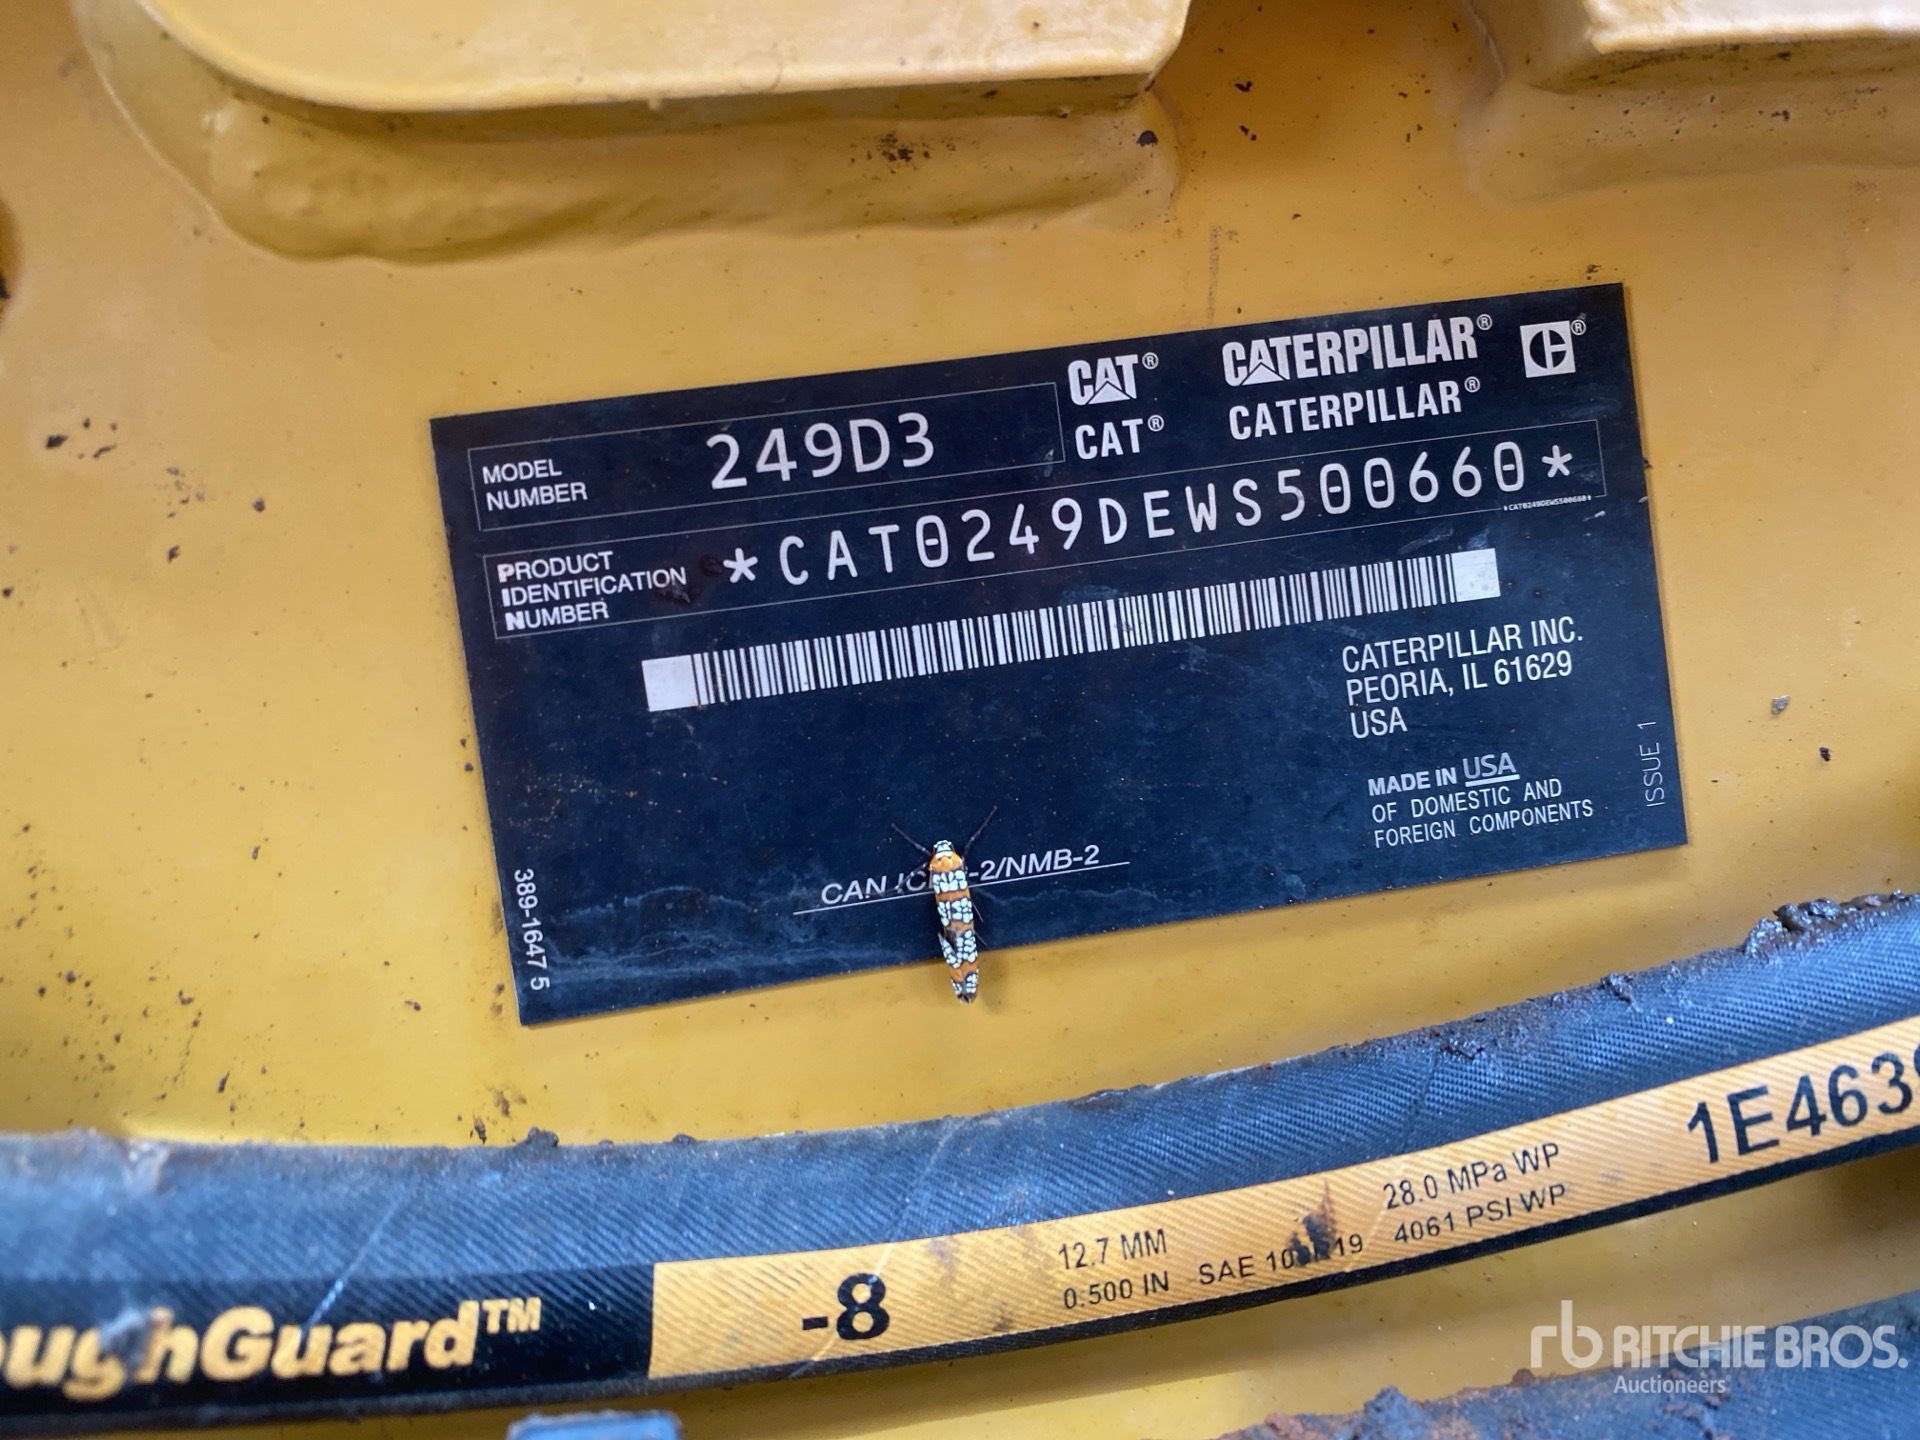 CAT® CATERPILLAR®
CAT® CATERPILLAR®
MODEL
NUMBER
249D3
PRODUCT
IDENTIFICATION
NUMBER
*CAT0249DEWS500660*
*CAT0249DEWS500660*
CATERPILLAR INC.
PEORIA, IL 61629
USA
MADE IN USA
OF DOMESTIC AND
FOREIGN COMPONENTS
ISSUE 1
389-1647 5
CAN -2/NMB-2
-8
12.7 MM
0.500 IN
SAE
28.0 MPa WP
4061 PSI WP
rb RITCHIE BROS.
Auctioneers